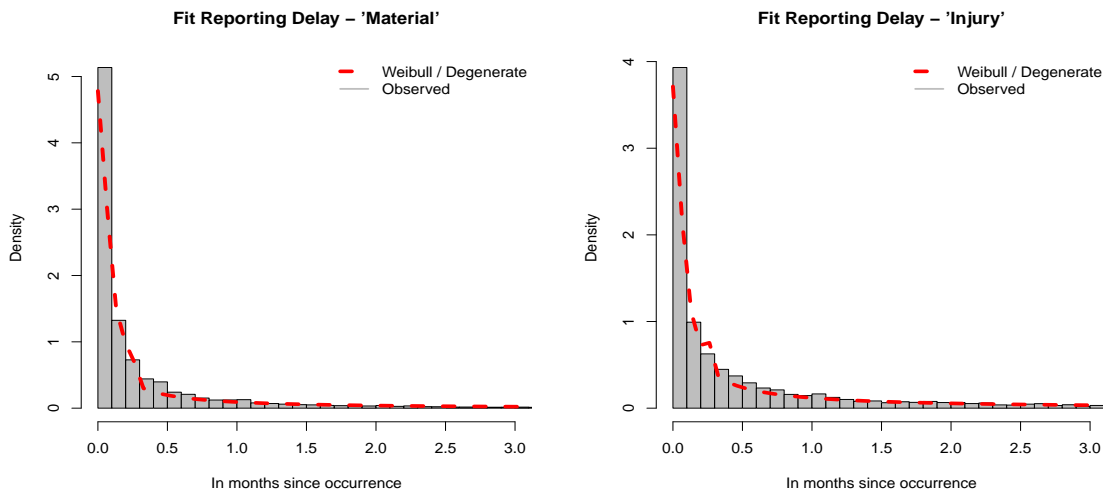 Fit Reporting Delay – ’Material’
Weibull / Degenerate
Observed
Density
0
1
2
3
4
5
0.0 0.5 1.0 1.5 2.0 2.5 3.0
In months since occurrence
Fit Reporting Delay – ’Injury’
Weibull / Degenerate
Observed
Density
0
1
2
3
4
0.0 0.5 1.0 1.5 2.0 2.5 3.0
In months since occurrence